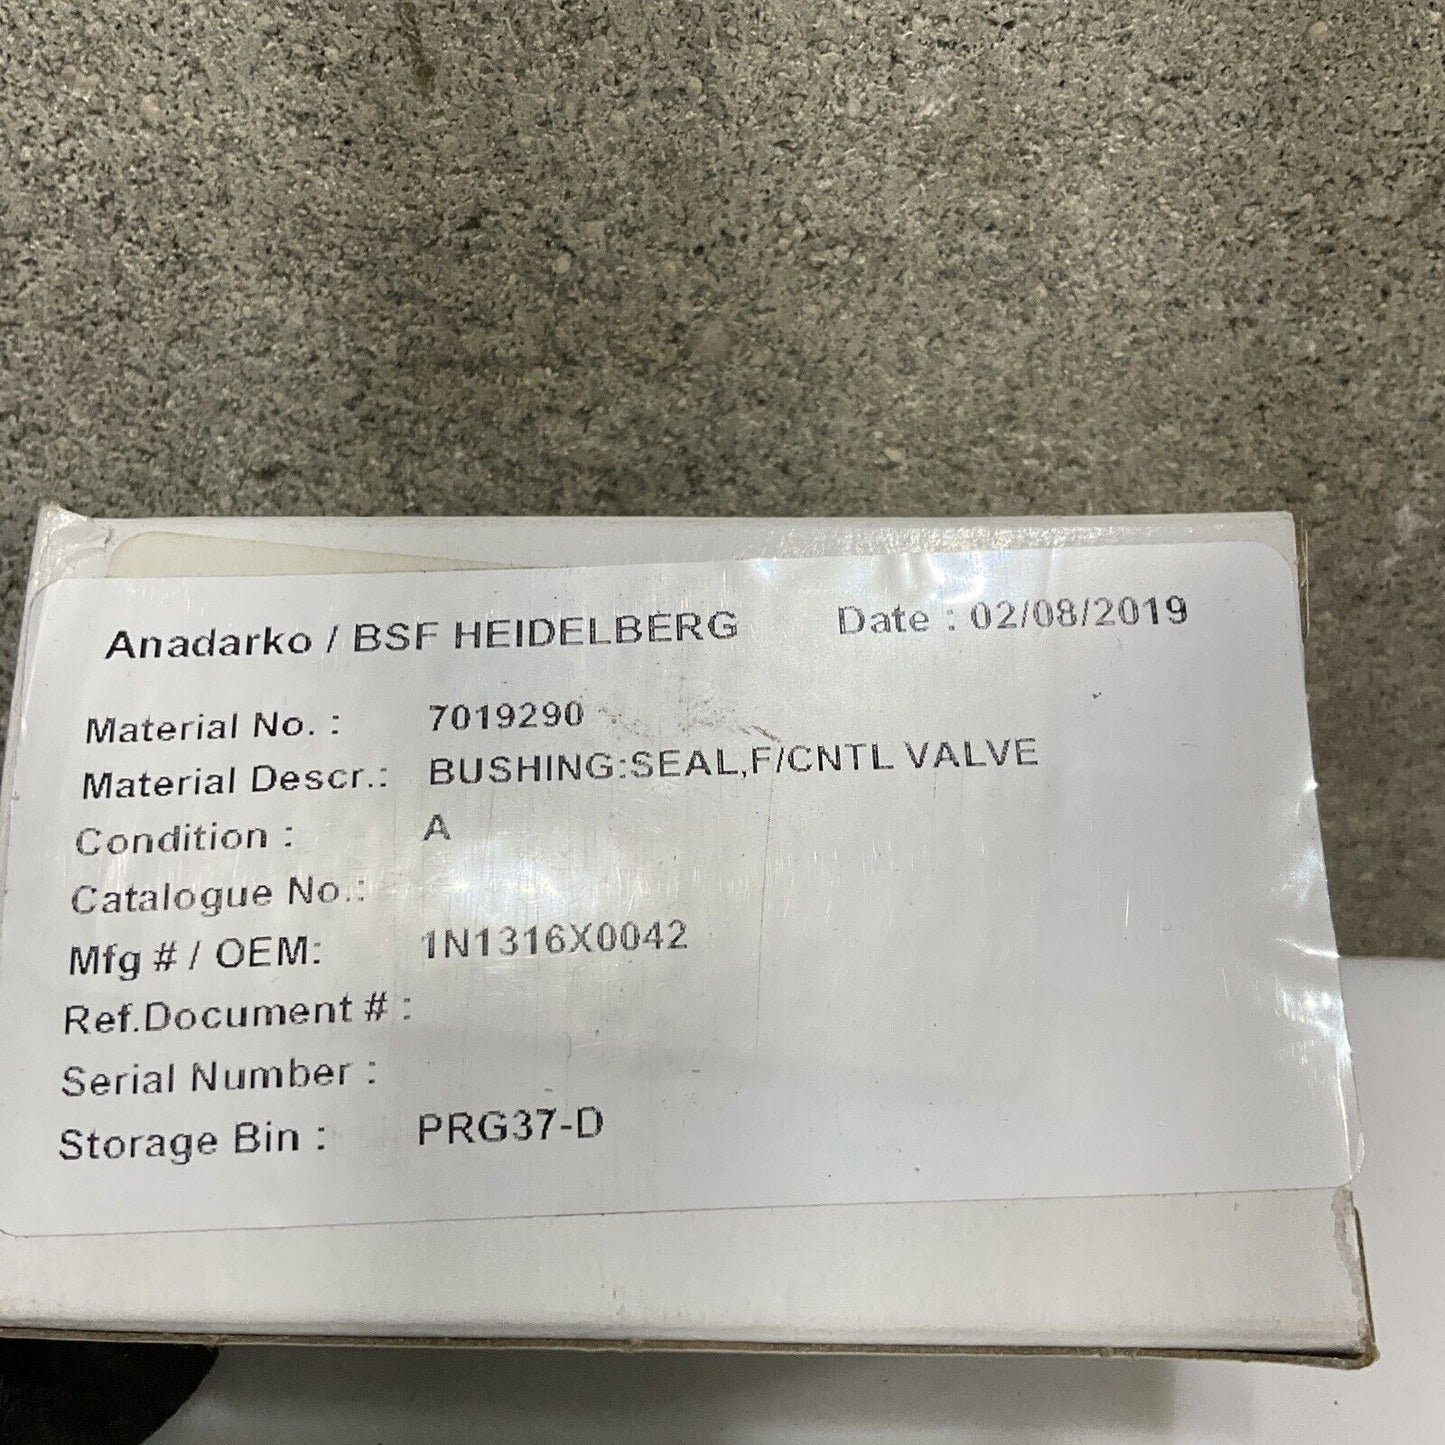 Anadarko / BSF HEIDELBERG Date : 02/08/2019
Material No. : 7019290
Material Descr.: BUSHING:SEAL,F/CNTL VALVE
Condition : A
Catalogue No.:
Mfg # / OEM: 1N1316X0042
Ref.Document # :
Serial Number :
Storage Bin : PRG37-D